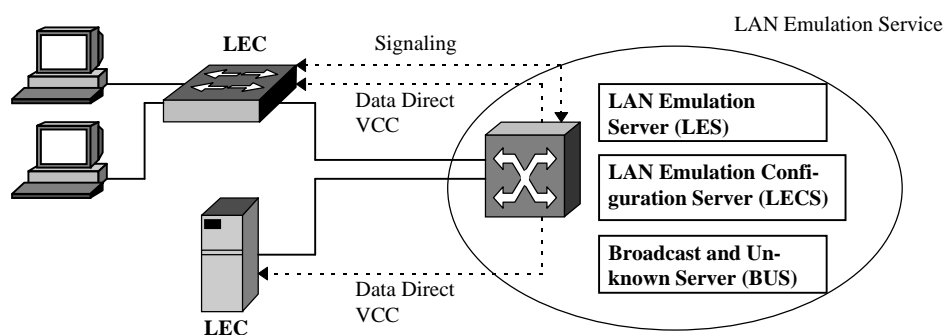 LAN Emulation Service
LEC
Signaling
Data Direct
VCC
LAN Emulation
Server (LES)
LAN Emulation Confi-
guration Server (LECS)
Broadcast and Un-
known Server (BUS)
Data Direct
VCC
LEC